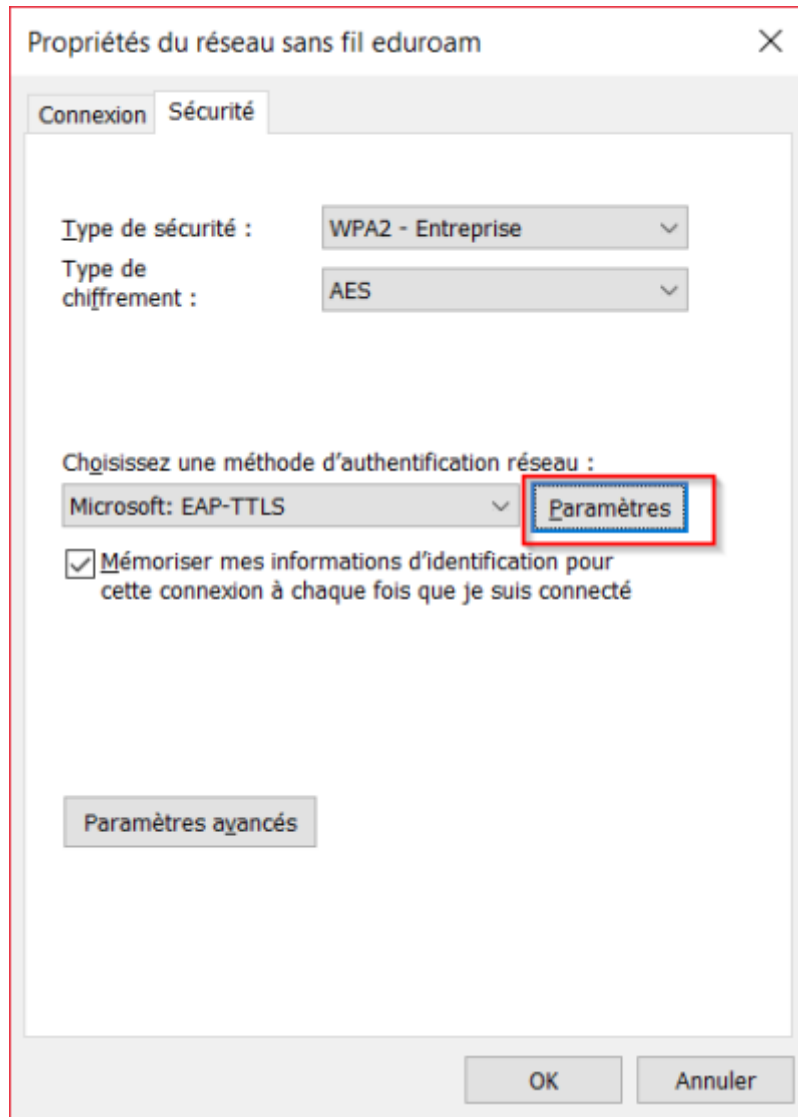 Propriétés du réseau sans fil eduroam
Connexion
Sécurité
Type de sécurité :
WPA2 - Entreprise
Type de
chiffrement :
AES
Choisissez une méthode d'authentification réseau :
Microsoft: EAP-TTLS
Paramètres
Mémoriser mes informations d'identification pour
cette connexion à chaque fois que je suis connecté
Paramètres avancés
OK
Annuler